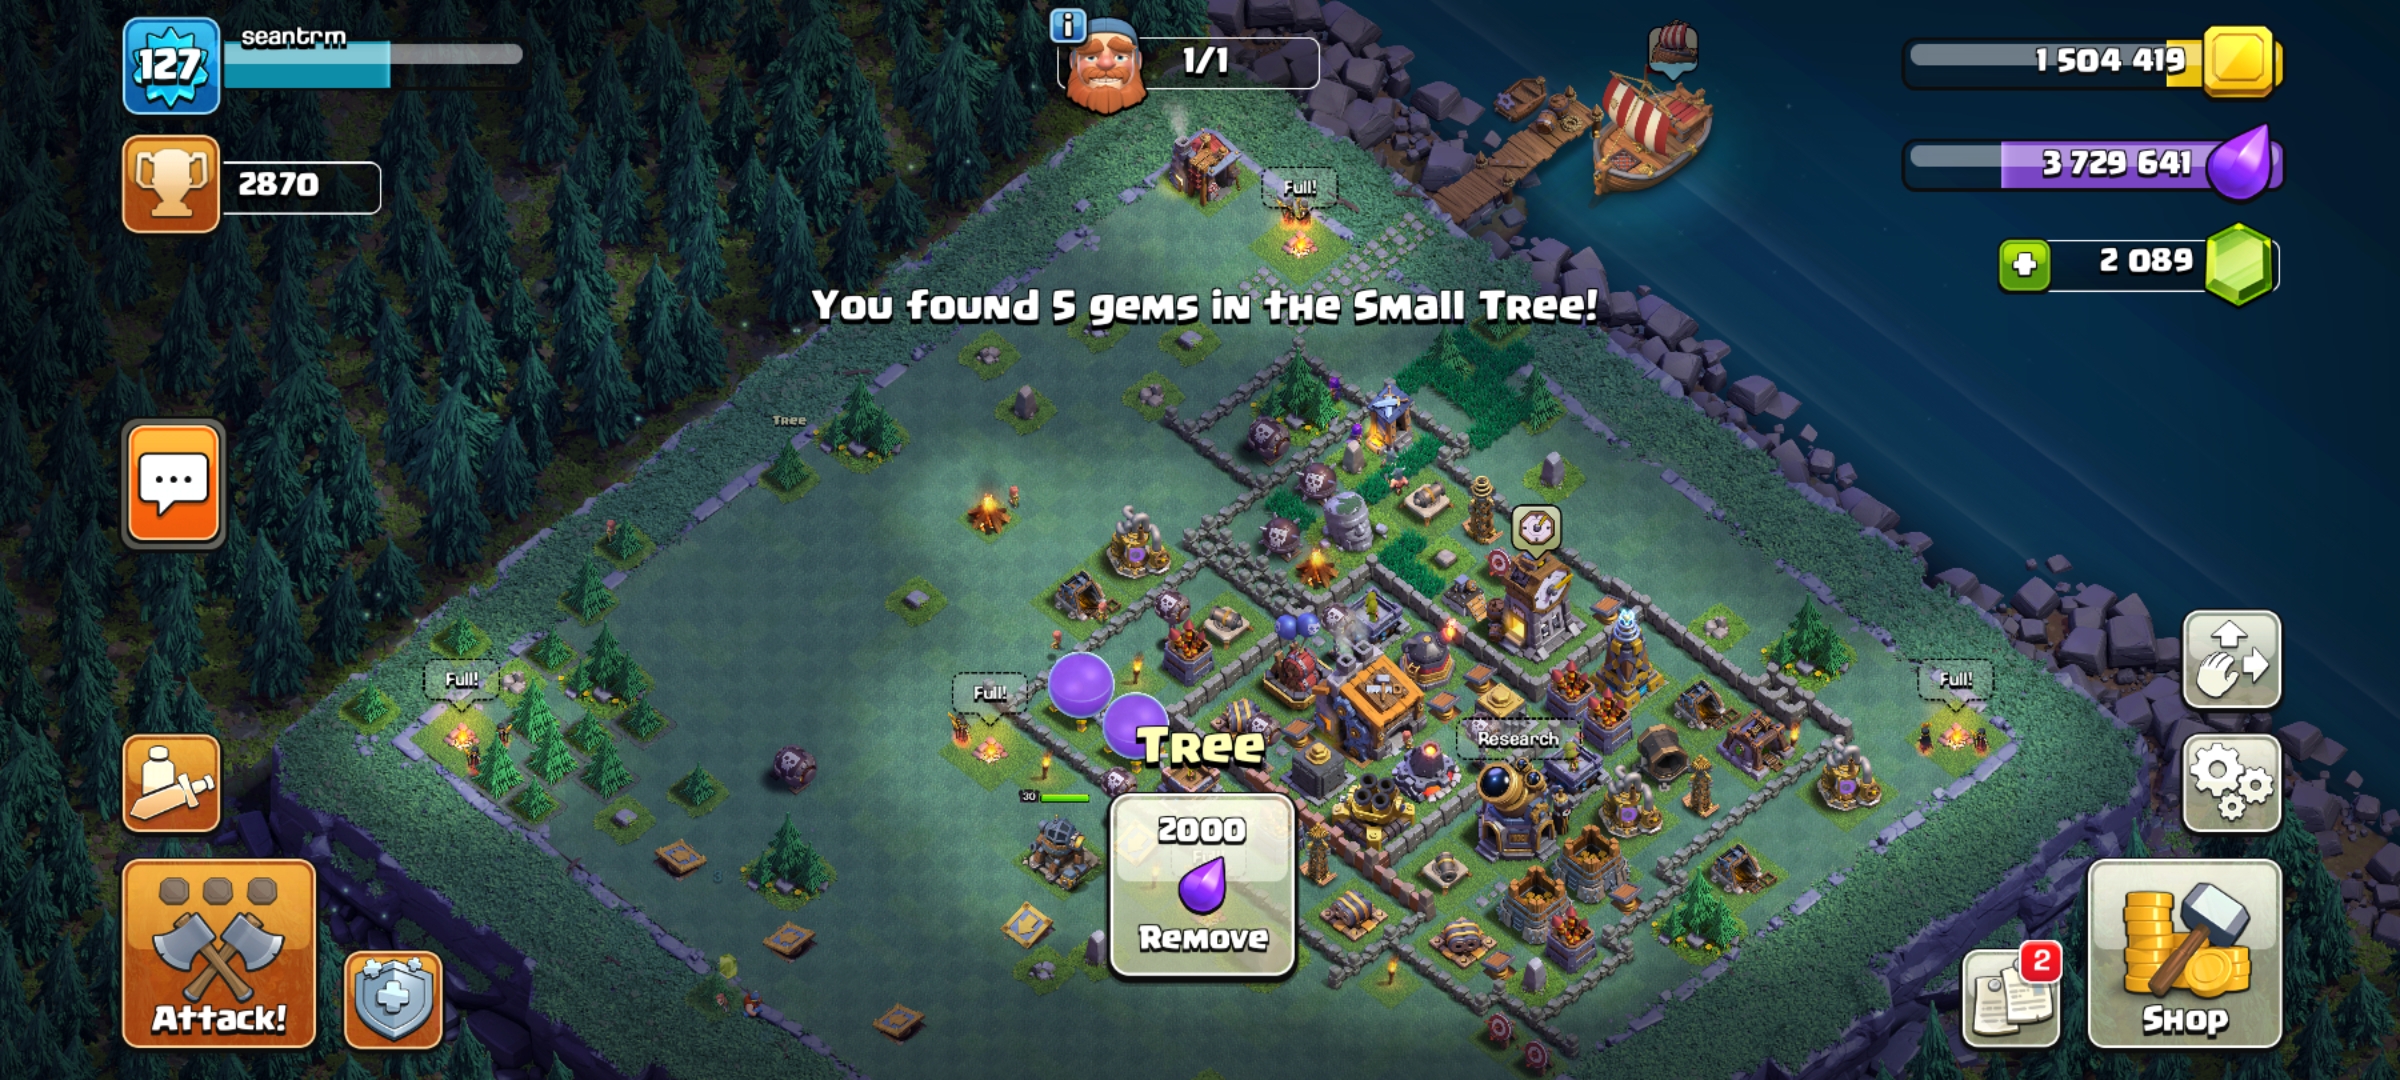 127
seantrm
1/1
1 504 419
2870
Full!
3 729 641
2 089
You found 5 gems in the Small Tree!
Tree
Full!
Full!
Full!
Research
Tree
30
2000
Remove
Attack!
2
Shop